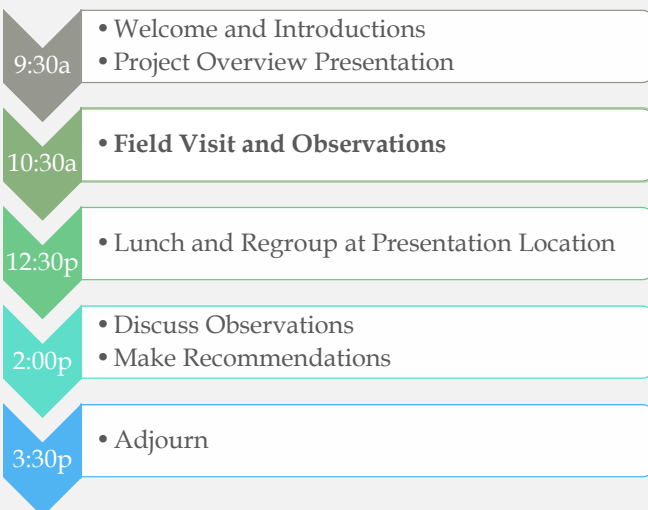 9:30a
• Welcome and Introductions
• Project Overview Presentation
10:30a
• Field Visit and Observations
12:30p
• Lunch and Regroup at Presentation Location
2:00p
• Discuss Observations
• Make Recommendations
3:30p
• Adjourn